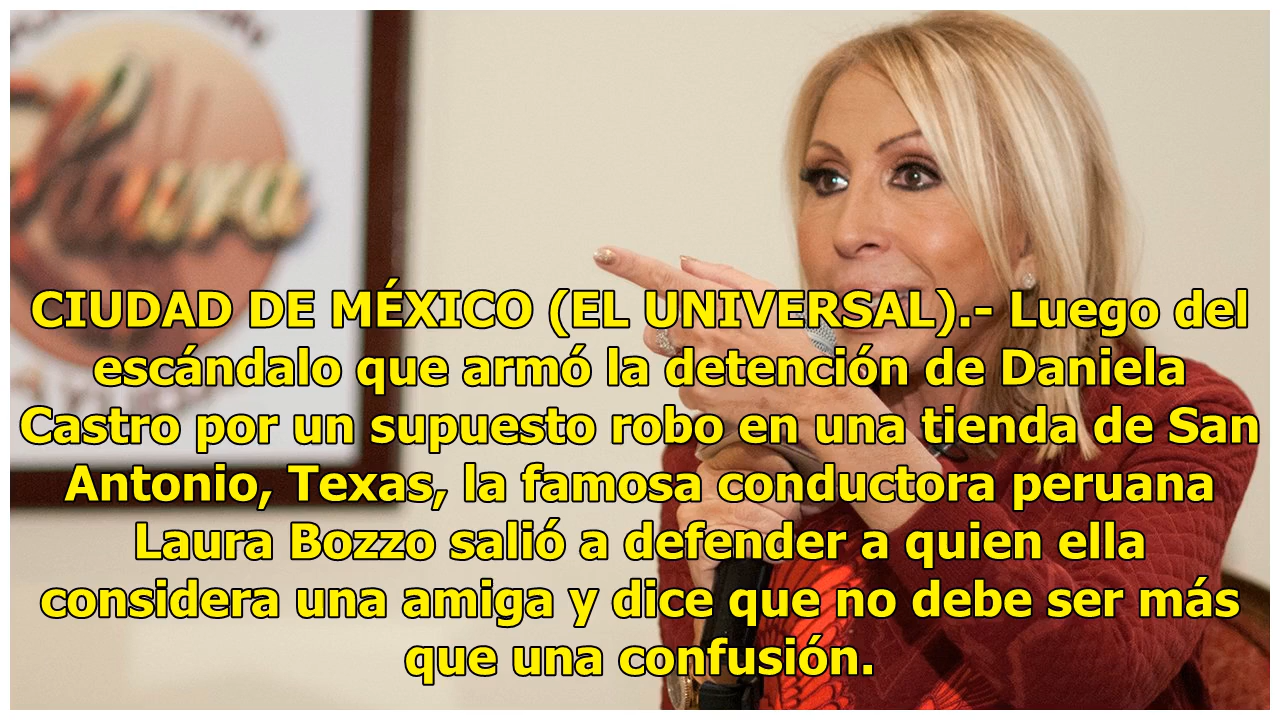 Laura
CIUDAD DE MÉXICO (EL UNIVERSAL).- Luego del
escándalo que armó la detención de Daniela
Castro por un supuesto robo en una tienda de San
Antonio, Texas, la famosa conductora peruana
Laura Bozzo salió a defender a quien ella
considera una amiga y dice que no debe ser más
que una confusión.